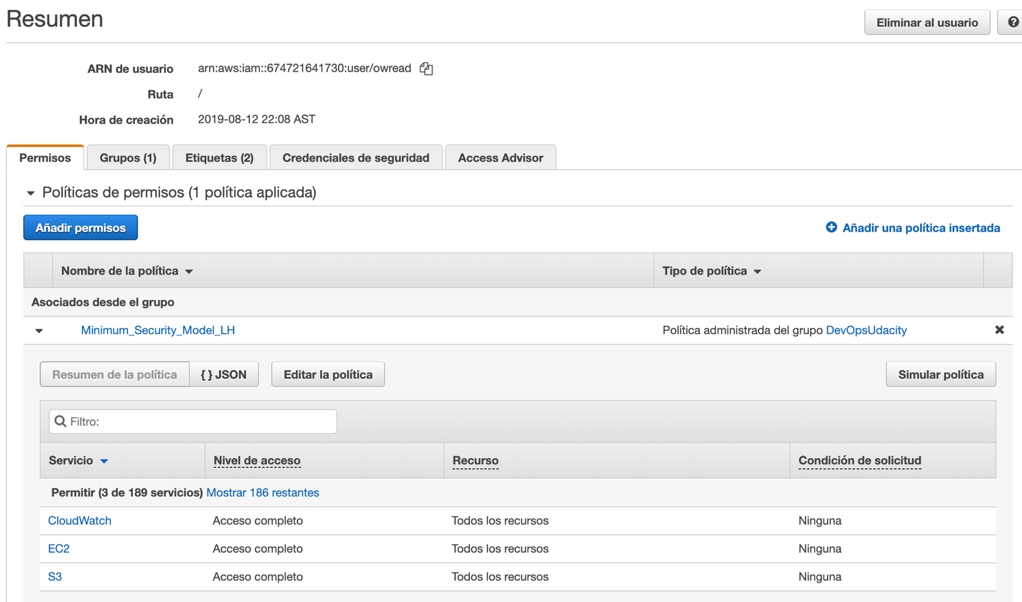 Resumen
Eliminar al usuario
?
ARN de usuario arn:aws:iam::674721641730:user/owread
Ruta /
Hora de creación 2019-08-12 22:08 AST
Permisos Grupos (1) Etiquetas (2) Credenciales de seguridad Access Advisor
Políticas de permisos (1 política aplicada)
Añadir permisos
Añadir una política insertada
Nombre de la política Tipo de política
Asociados desde el grupo
Minimum_Security_Model_LH Política administrada del grupo DevOpsUdacity
Resumen de la política { } JSON Editar la política Simular política
Filtro:
Servicio Nivel de acceso Recurso Condición de solicitud
Permitir (3 de 189 servicios) Mostrar 186 restantes
CloudWatch Acceso completo Todos los recursos Ninguna
EC2 Acceso completo Todos los recursos Ninguna
S3 Acceso completo Todos los recursos Ninguna